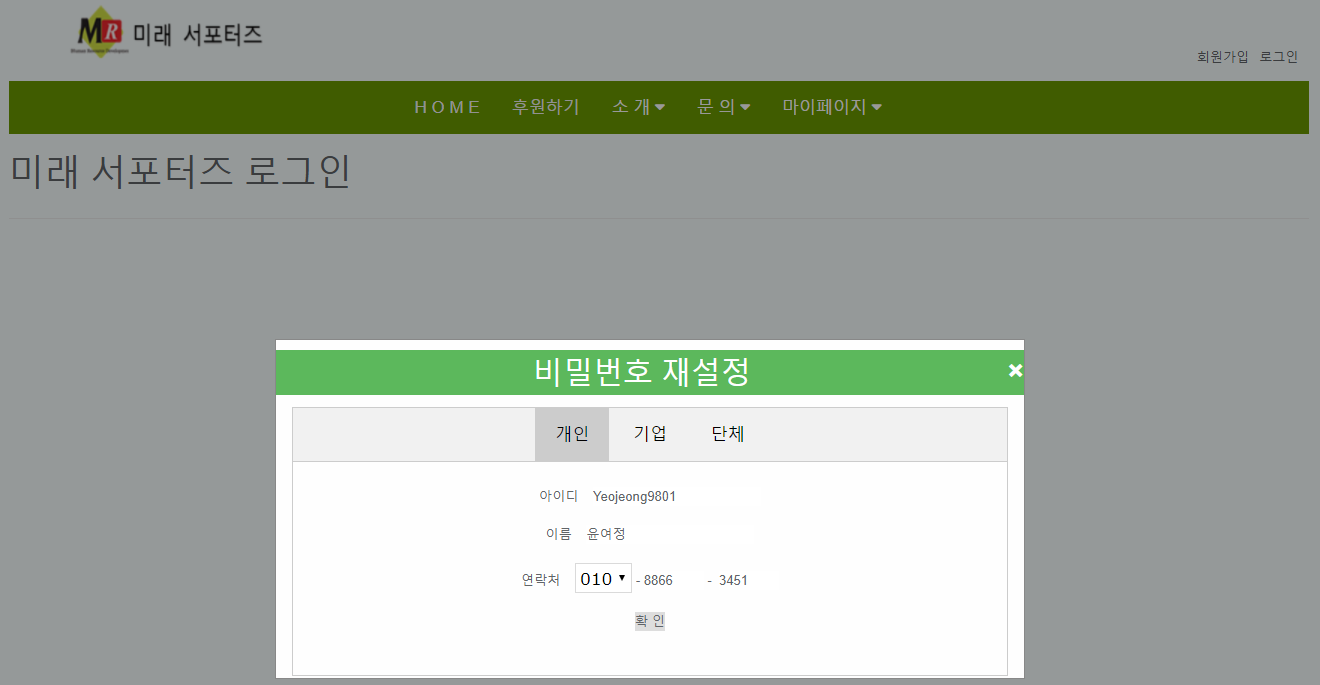 MR 미래 서포터즈
회원가입 로그인
HOME 후원하기 소 개 문 의 마이페이지
미래 서포터즈 로그인
비밀번호 재설정
개인 기업 단체
아이디 Yeojeong9801
이름 윤여정
연락처 010 - 8866 - 3451
확 인